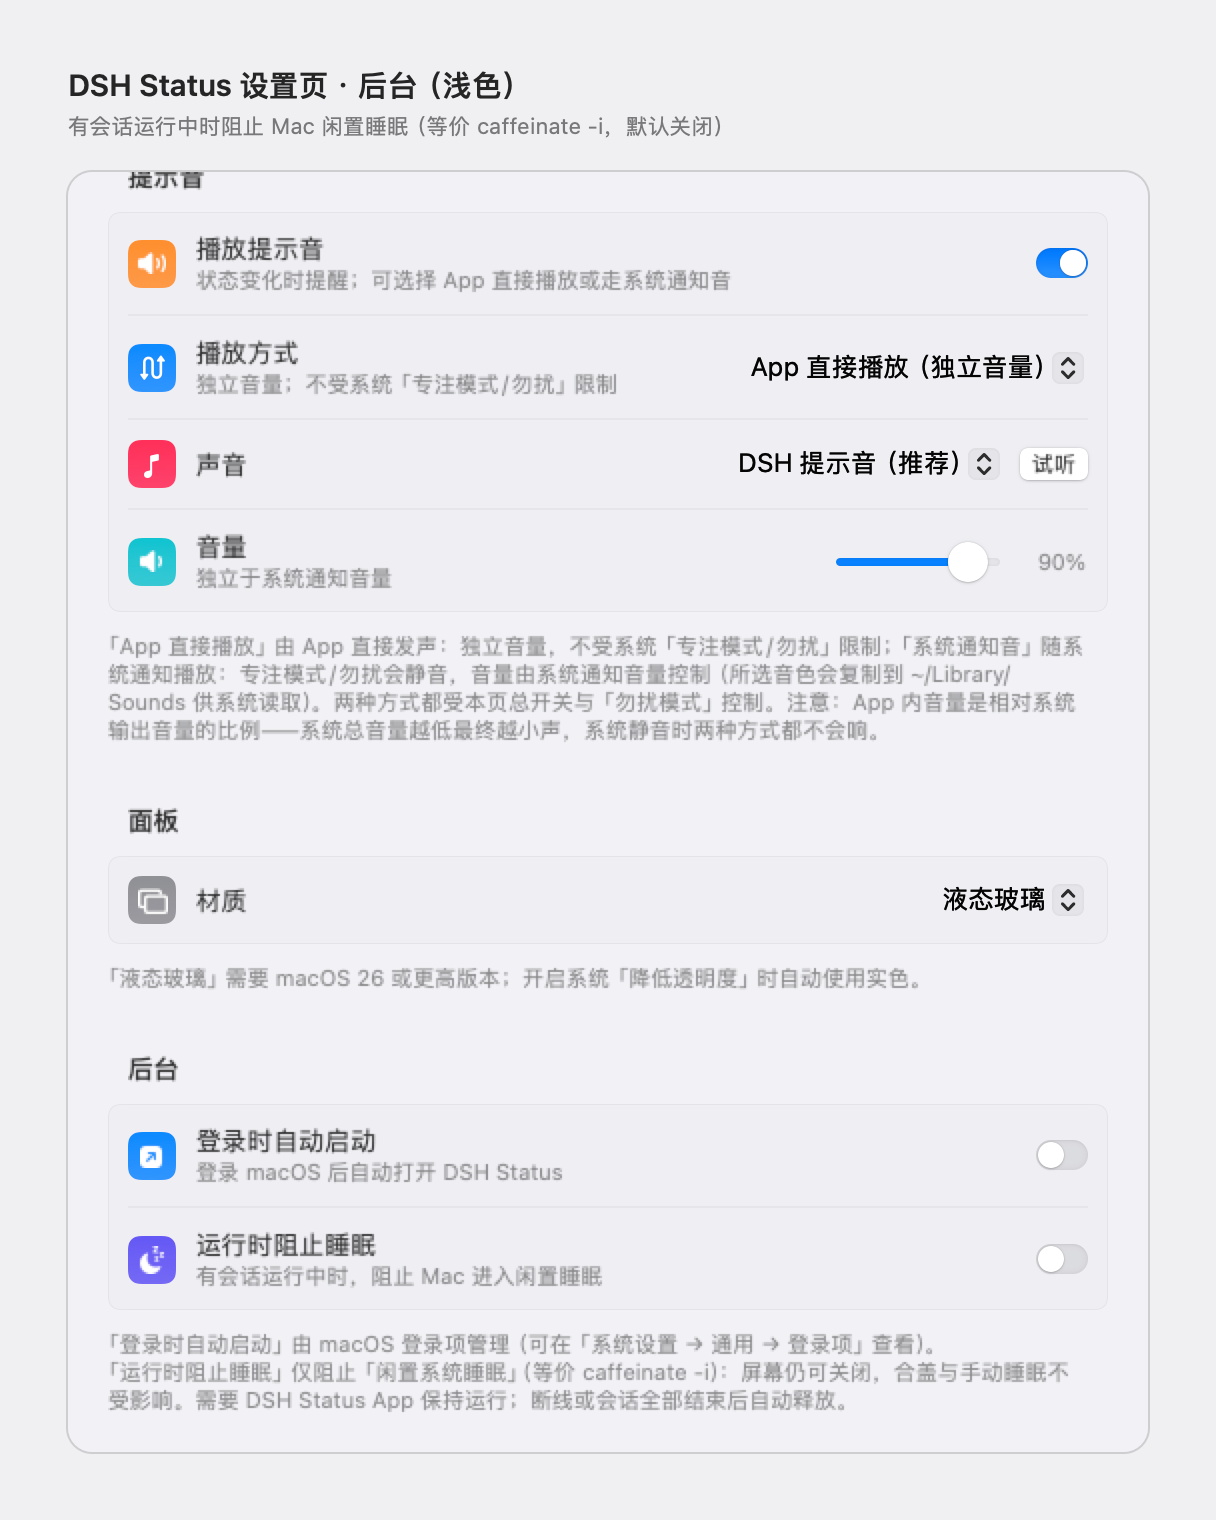 DSH Status 设置页 · 后台（浅色）
有会话运行中时阻止 Mac 闲置睡眠（等价 caffeinate -i，默认关闭）
提示音
播放提示音
状态变化时提醒；可选择 App 直接播放或走系统通知音
播放方式
独立音量；不受系统「专注模式/勿扰」限制
App 直接播放（独立音量）
声音
DSH 提示音（推荐）
试听
音量
独立于系统通知音量
90%
「App 直接播放」由 App 直接发声：独立音量，不受系统「专注模式/勿扰」限制；「系统通知音」随系
统通知播放：专注模式/勿扰会静音，音量由系统通知音量控制（所选音色会复制到 ~/Library/
Sounds 供系统读取）。两种方式都受本页总开关与「勿扰模式」控制。注意：App 内音量是相对系统
输出音量的比例——系统总音量越低最终越小声，系统静音时两种方式都不会响。
面板
材质
液态玻璃
「液态玻璃」需要 macOS 26 或更高版本；开启系统「降低透明度」时自动使用实色。
后台
登录时自动启动
登录 macOS 后自动打开 DSH Status
运行时阻止睡眠
有会话运行中时，阻止 Mac 进入闲置睡眠
「登录时自动启动」由 macOS 登录项管理（可在「系统设置 → 通用 → 登录项」查看）。
「运行时阻止睡眠」仅阻止「闲置系统睡眠」（等价 caffeinate -i）：屏幕仍可关闭，合盖与手动睡眠不
受影响。需要 DSH Status App 保持运行；断线或会话全部结束后自动释放。